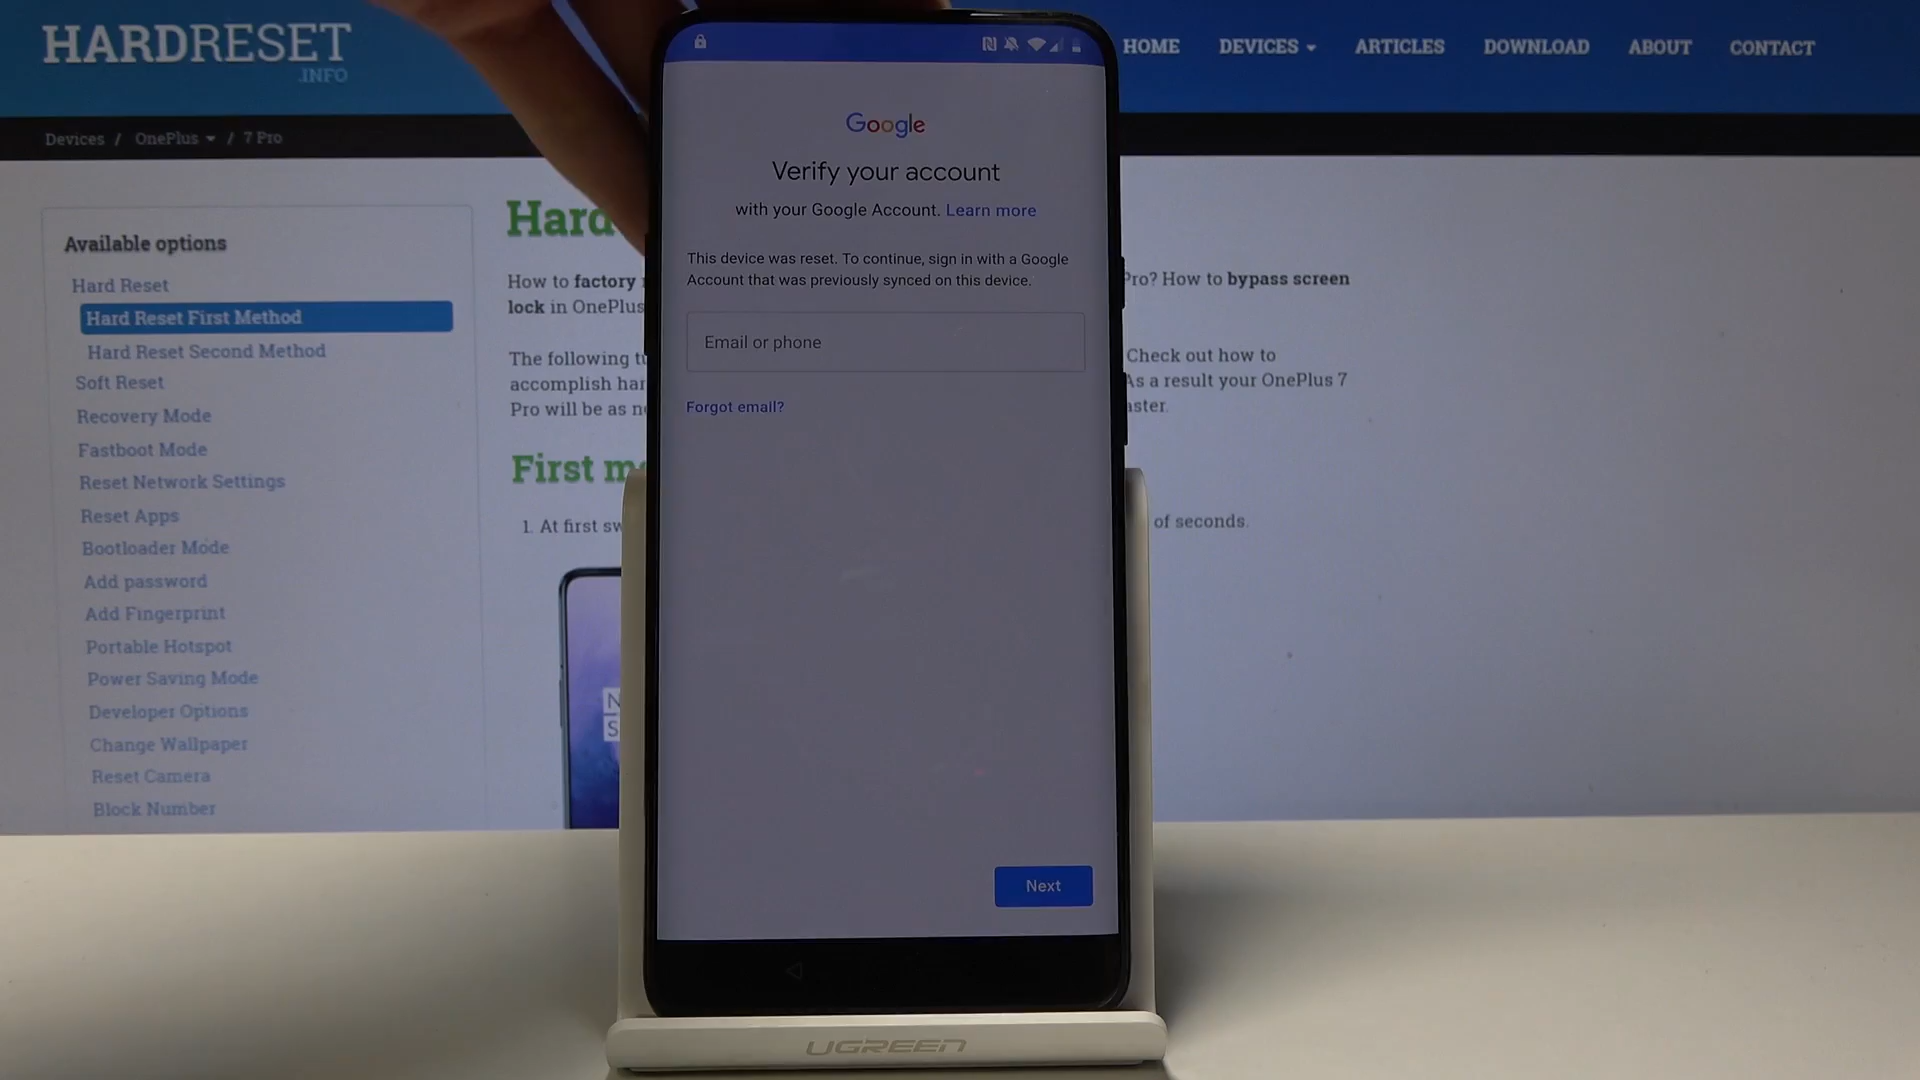 HARDRESET
.INFO
HOME DEVICES ARTICLES DOWNLOAD ABOUT CONTACT
Devices / OnePlus / 7 Pro
Available options
Hard Reset
Hard Reset First Method
Hard Reset Second Method
Soft Reset
Recovery Mode
Fastboot Mode
Reset Network Settings
Reset Apps
Bootloader Mode
Add password
Add Fingerprint
Portable Hotspot
Power Saving Mode
Developer Options
Change Wallpaper
Reset Camera
Block Number
Hard
How to factory
Pro? How to bypass screen
lock in OnePlus
The following
Check out how to
accomplish
As a result your OnePlus 7
Pro will be as
First
1. At first
of seconds.
N
S
Google
Verify your account
with your Google Account. Learn more
This device was reset. To continue, sign in with a Google
Account that was previously synced on this device.
Email or phone
Forgot email?
Next
UGREEN